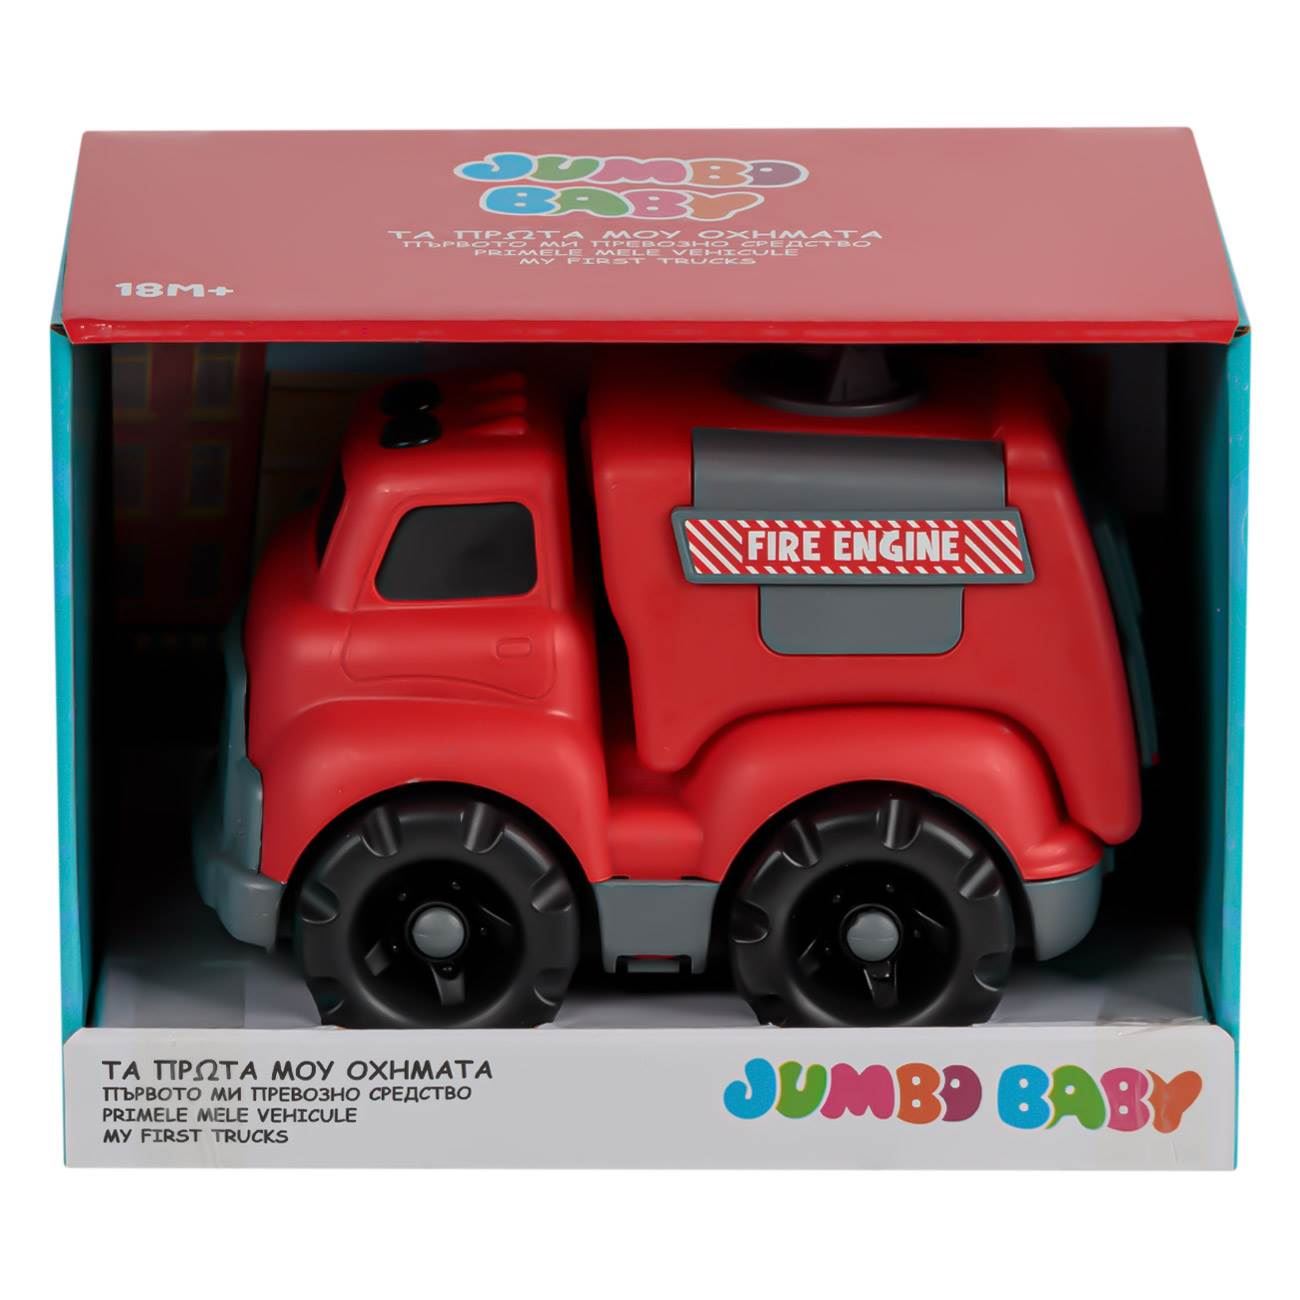 JUMBO
BABY
ΤΑ ΠΡΩΤΑ ΜΟΥ ΟΧΗΜΑΤΑ
ПЪРВОТО МИ ПРЕВОЗНО СРЕДСТВО
PRIMELE MELE VEHICULE
MY FIRST TRUCKS
18M+
FIRE ENGINE
ΤΑ ΠΡΩΤΑ ΜΟΥ ΟΧΗΜΑΤΑ
ПЪРВОТО МИ ПРЕВОЗНО СРЕДСТВО
PRIMELE MELE VEHICULE
MY FIRST TRUCKS
JUMBO BABY